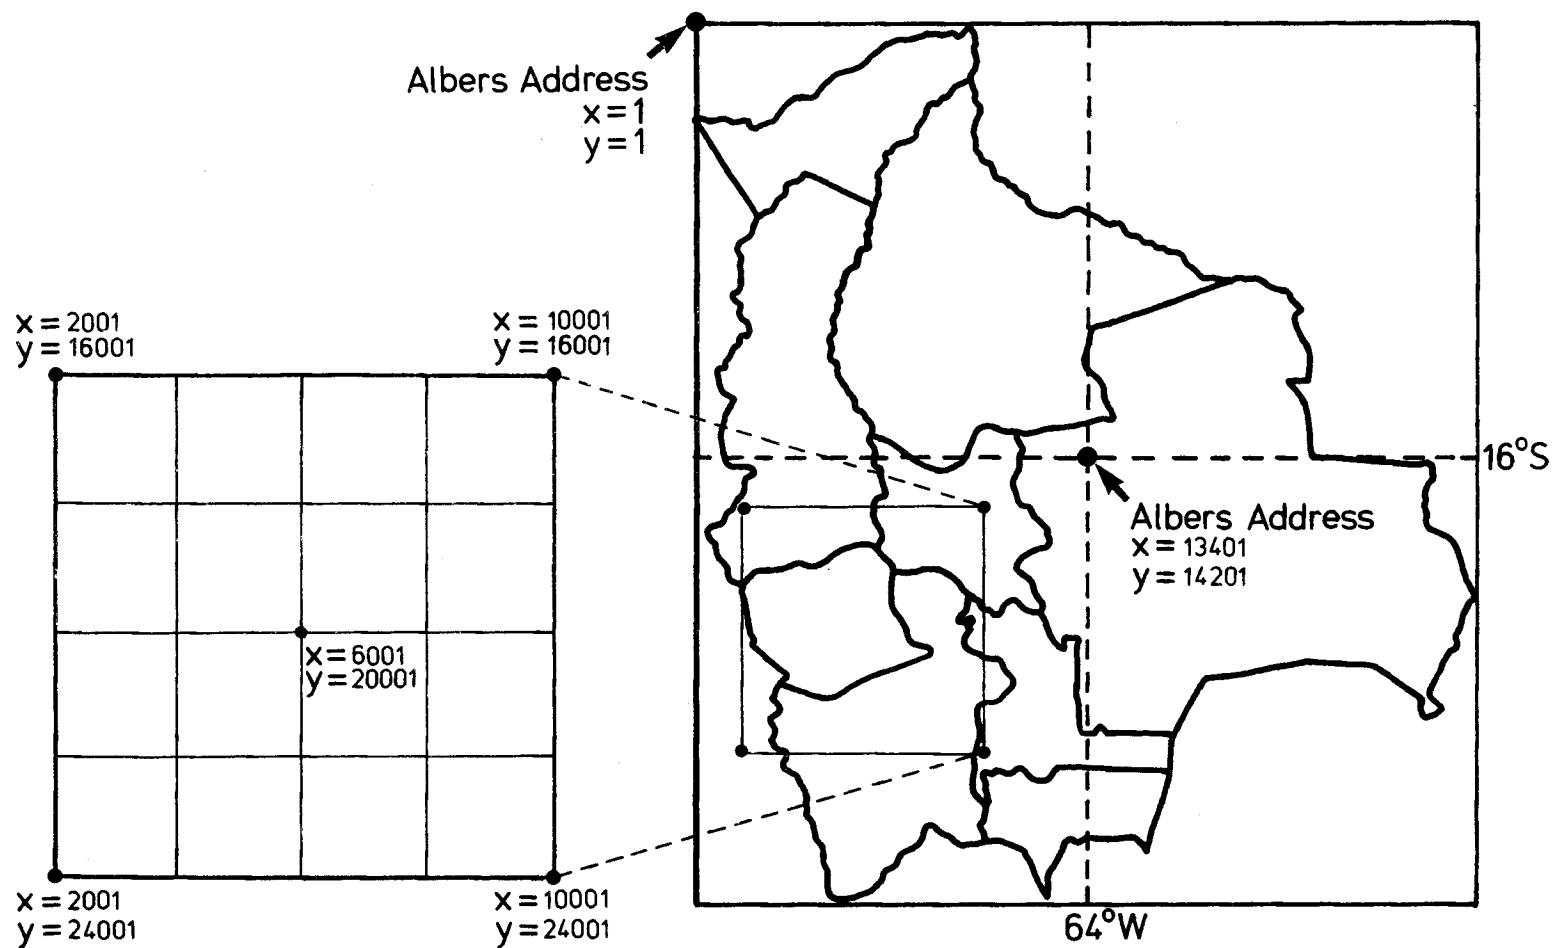 Albers Address
x=1
y=1
x=2001
y=16001
x=10001
y=16001
16°S
Albers Address
x=13401
y=14201
x=6001
y=20001
x=2001
y=24001
x=10001
y=24001
64°W